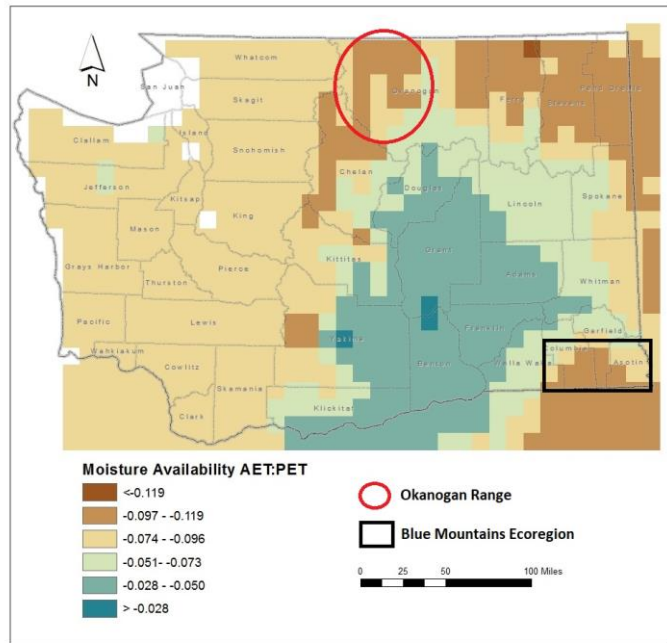 N
Whatcom
San Juan
Okanogan
Pend Oreille
Skagit
Ferry
Stevens
Island
Clallam
Snohomish
Chelan
Jefferson
Douglas
Kitsap
Lincoln
Spokane
King
Mason
Grant
Kittitas
Grays Harbor
Pierce
Adams
Thurston
Whitman
Pacific
Lewis
Franklin
Garfield
Yakima
Columbia
Wahkiakum
Walla Walla
Asotin
Cowlitz
Benton
Skamania
Klickitat
Clark
Moisture Availability AET:PET
<-0.119
-0.097 - -0.119
-0.074 - -0.096
-0.051- -0.073
-0.028 - -0.050
> -0.028
Okanogan Range
Blue Mountains Ecoregion
0 25 50 100 Miles